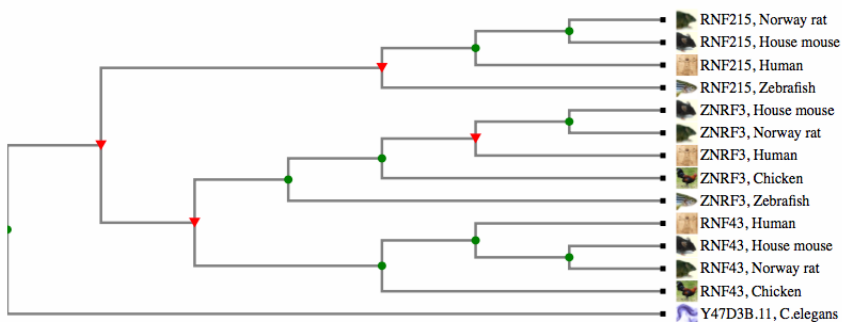 RNF215, Norway rat
RNF215, House mouse
RNF215, Human
RNF215, Zebrafish
ZNRF3, House mouse
ZNRF3, Norway rat
ZNRF3, Human
ZNRF3, Chicken
ZNRF3, Zebrafish
RNF43, Human
RNF43, House mouse
RNF43, Norway rat
RNF43, Chicken
Y47D3B.11, C.elegans